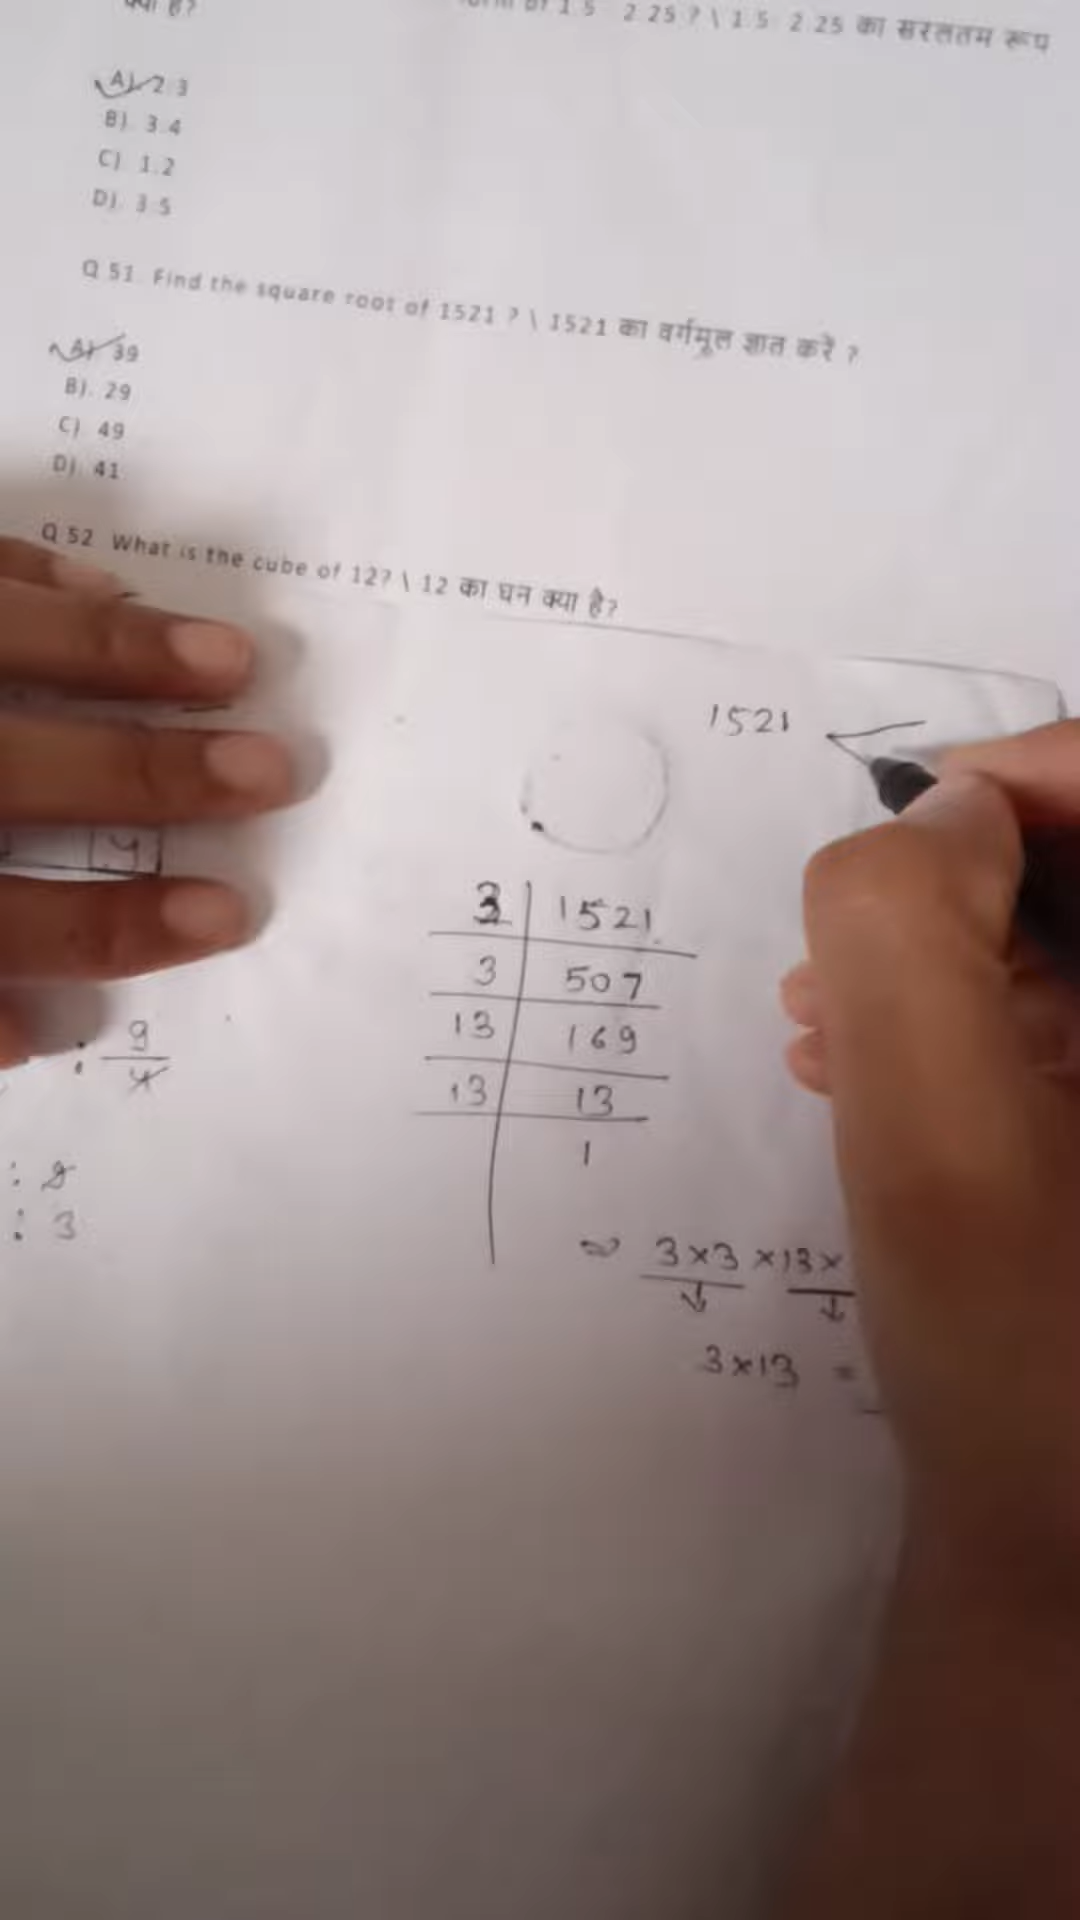 क्या है?
of 1.5 2.25 ? \ 1.5: 2.25 का सरलतम रूप
A). 2:3
B). 3:4
C). 1:2
D). 3:5
Q 51. Find the square root of 1521 ? \ 1521 का वर्गमूल ज्ञात करें ?
A). 39
B). 29
C). 49
D). 41
Q 52. What is the cube of 12? \ 12 का घन क्या है?
1521
3 | 1521
3 | 507
13 | 169
13 | 13
1
3×3 ×13×
3×13 =
: 9/4
: 3